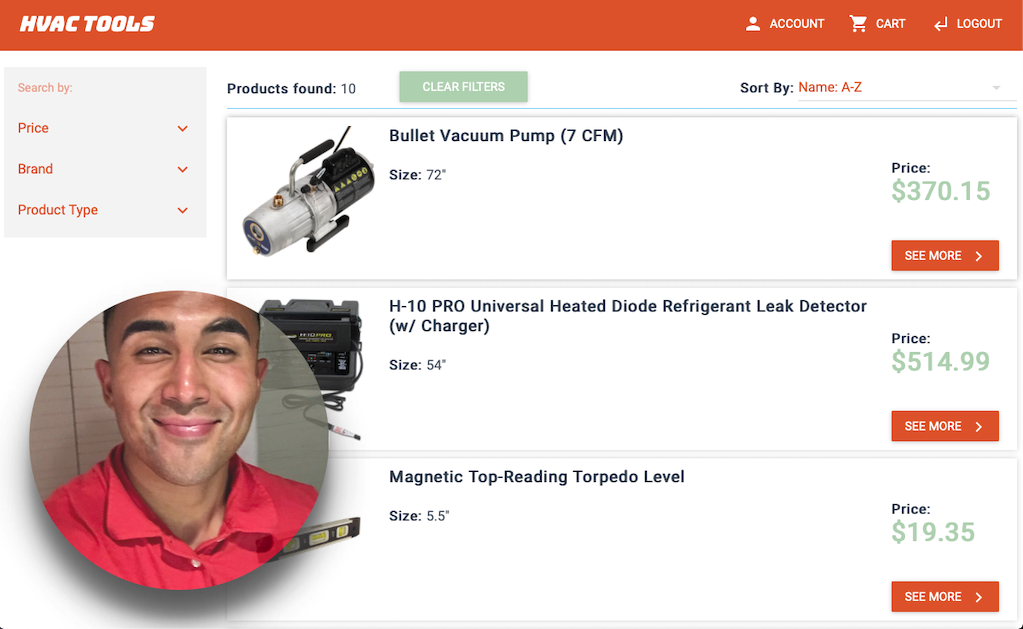 HVAC TOOLS
ACCOUNT
CART
LOGOUT
Search by:
Price
Brand
Product Type
Products found: 10
CLEAR FILTERS
Sort By: Name: A-Z
Bullet Vacuum Pump (7 CFM)
Size: 72"
Price:
$370.15
SEE MORE
H-10 PRO Universal Heated Diode Refrigerant Leak Detector
(w/ Charger)
Size: 54"
Price:
$514.99
SEE MORE
H-10 PRO
Magnetic Top-Reading Torpedo Level
Size: 5.5"
Price:
$19.35
SEE MORE